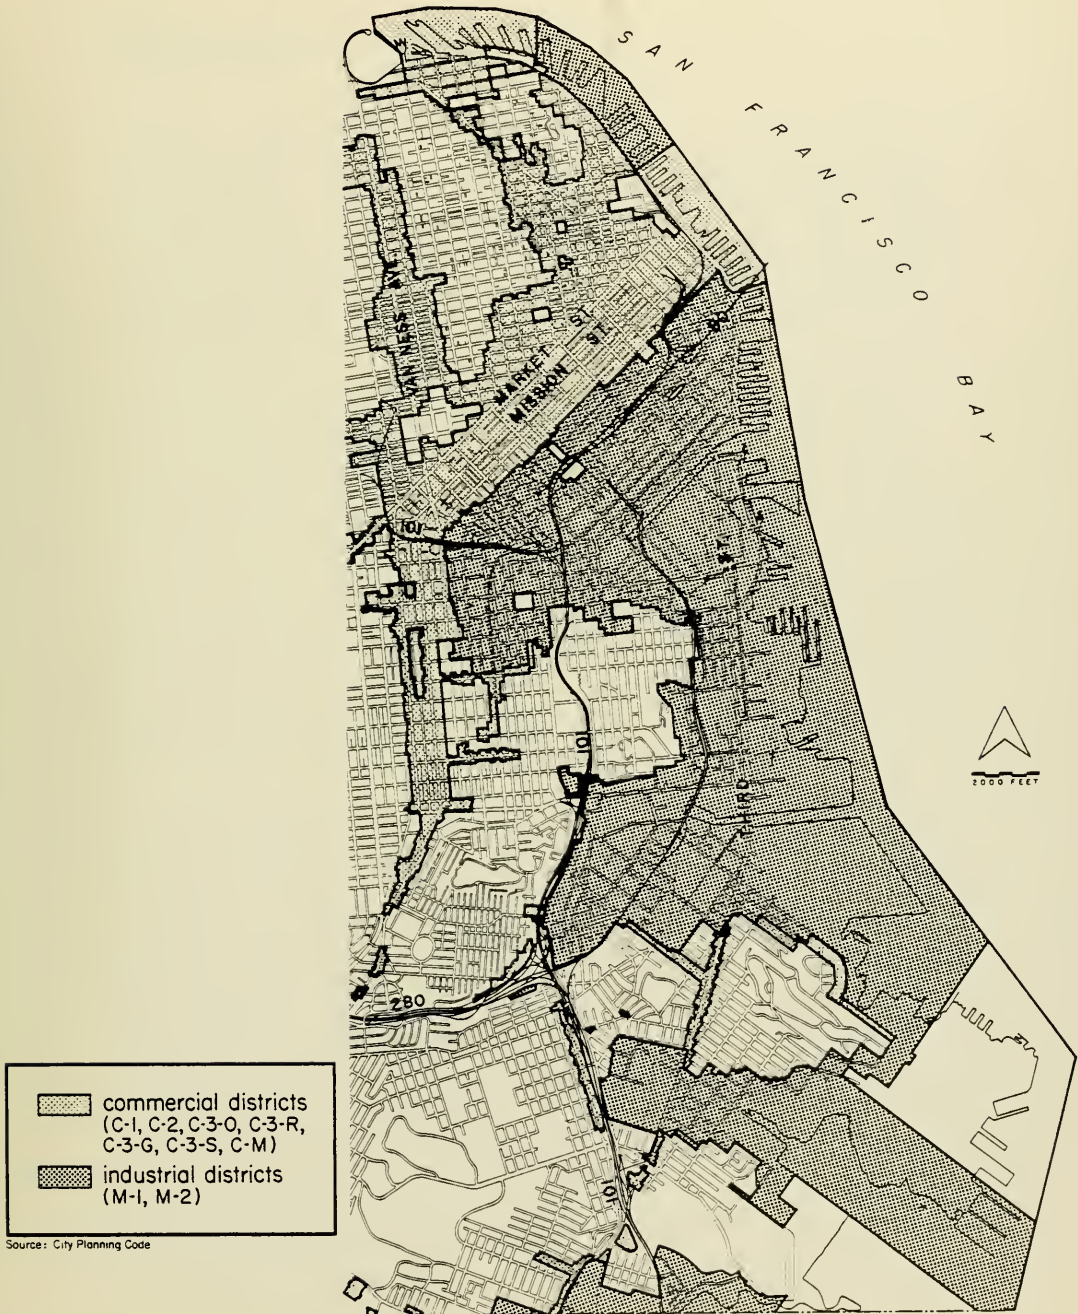 SAN FRANCISCO BAY
VAN NESS AVE
MARKET ST.
MISSION ST.
101
ST.
101
THIRD
2000 FEET
280
101
commercial districts
(C-1, C-2, C-3-O, C-3-R,
C-3-G, C-3-S, C-M)
industrial districts
(M-1, M-2)
Source: City Planning Code